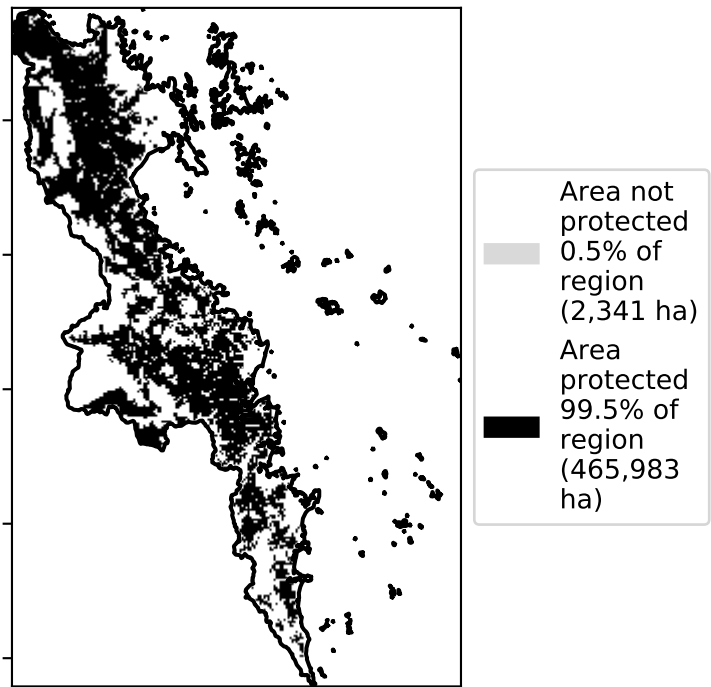 Area not
protected
0.5% of
region
(2,341 ha)
Area
protected
99.5% of
region
(465,983
ha)